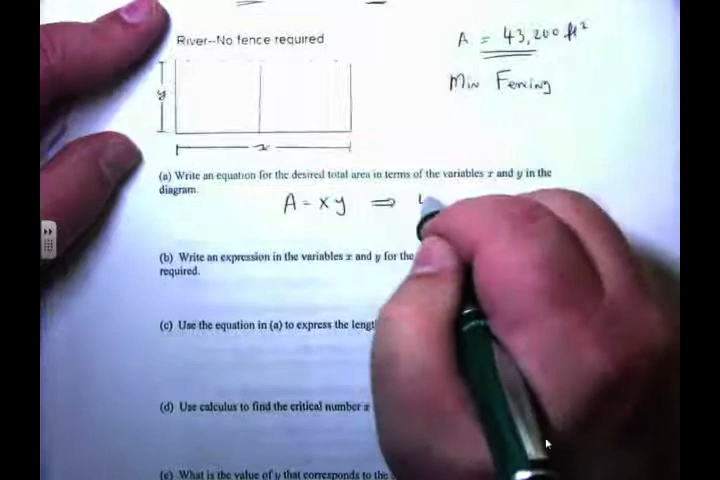 River--No fence required
A = 43,200 ft²
Min Fencing
y
x
(a) Write an equation for the desired total area in terms of the variables x and y in the
diagram.
A = xy ⇒
(b) Write an expression in the variables x and y for the
required.
(c) Use the equation in (a) to express the
(d) Use calculus to find the critical number x
(e) What is the value of y that corresponds to the